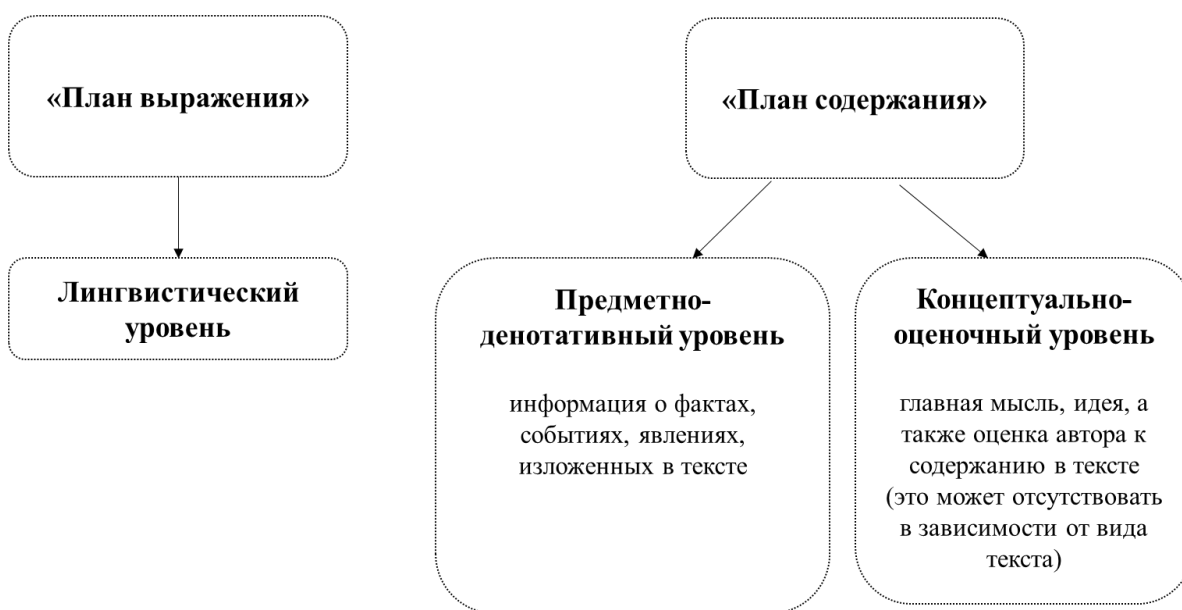 «План выражения»
«План содержания»
Лингвистический
уровень
Предметно-
денотативный уровень
информация о фактах,
событиях, явлениях,
изложенных в тексте
Концептуально-
оценочный уровень
главная мысль, идея, а
также оценка автора к
содержанию в тексте
(это может отсутствовать
в зависимости от вида
текста)